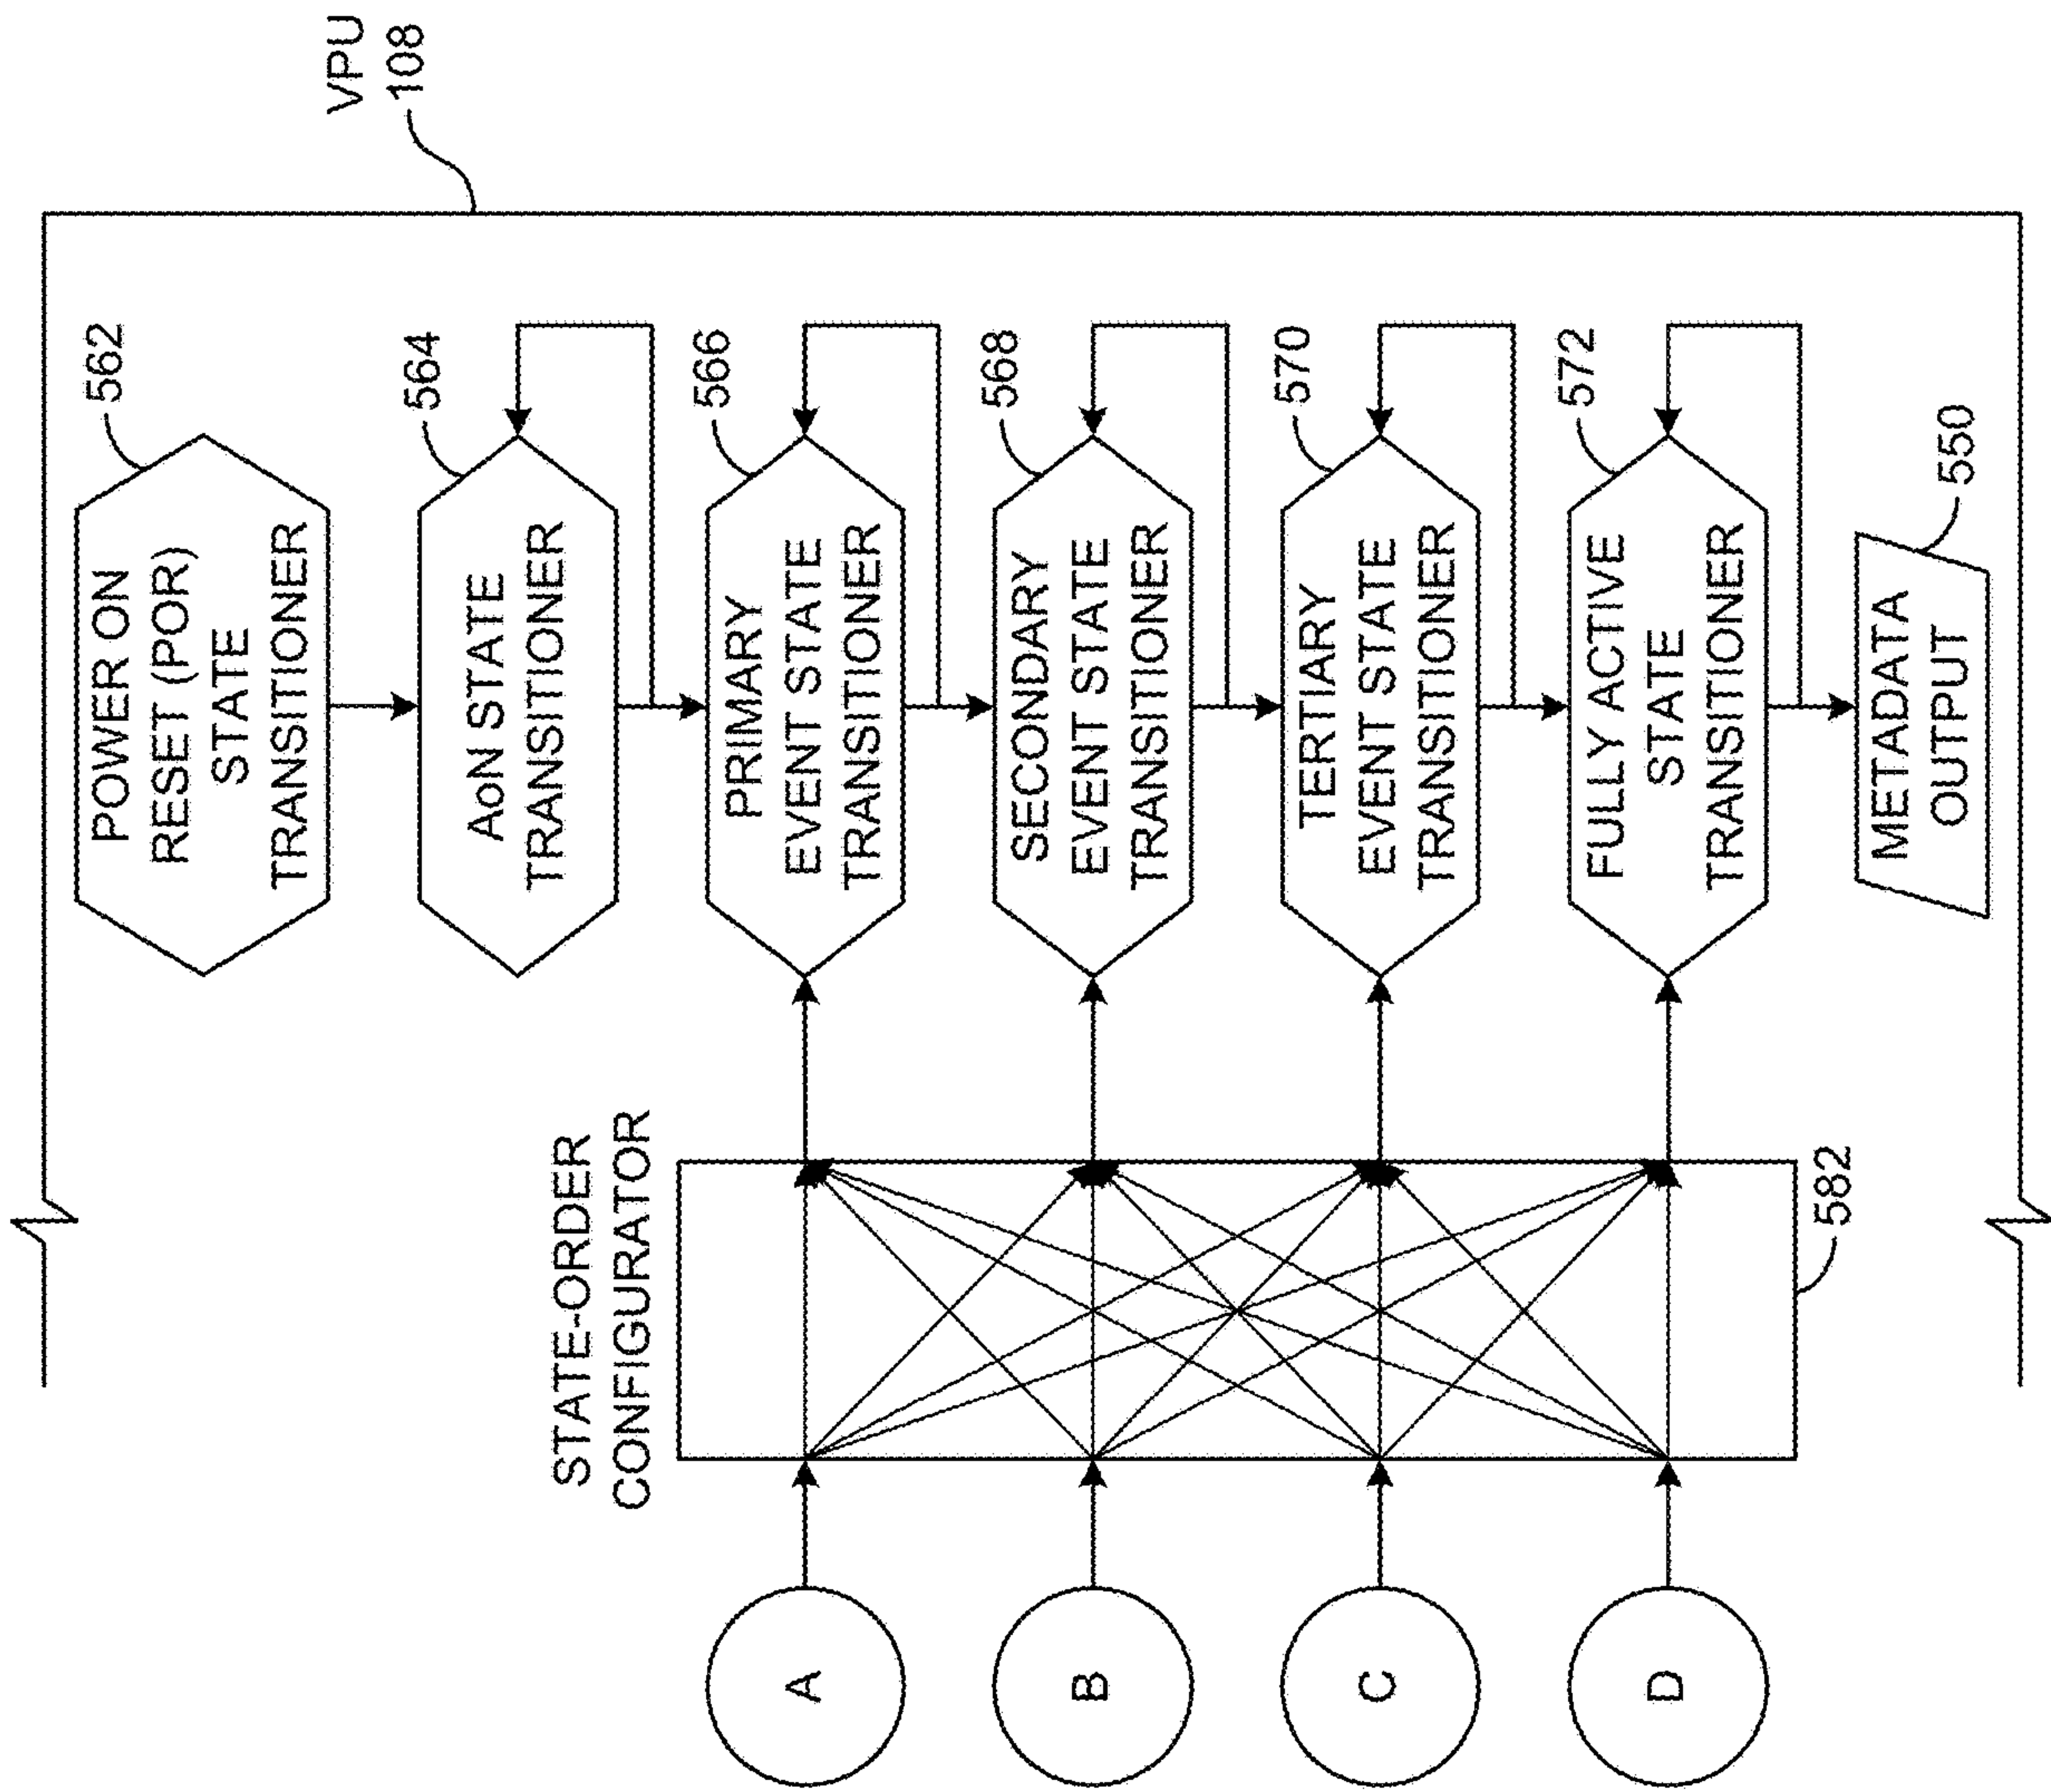 VPU
108
POWER ON
RESET (POR)
STATE
TRANSITIONER
562
AoN STATE
TRANSITIONER
564
PRIMARY
EVENT STATE
TRANSITIONER
566
SECONDARY
EVENT STATE
TRANSITIONER
568
TERTIARY
EVENT STATE
TRANSITIONER
570
FULLY ACTIVE
STATE
TRANSITIONER
572
METADATA
OUTPUT
550
STATE-ORDER
CONFIGURATOR
582
A
B
C
D